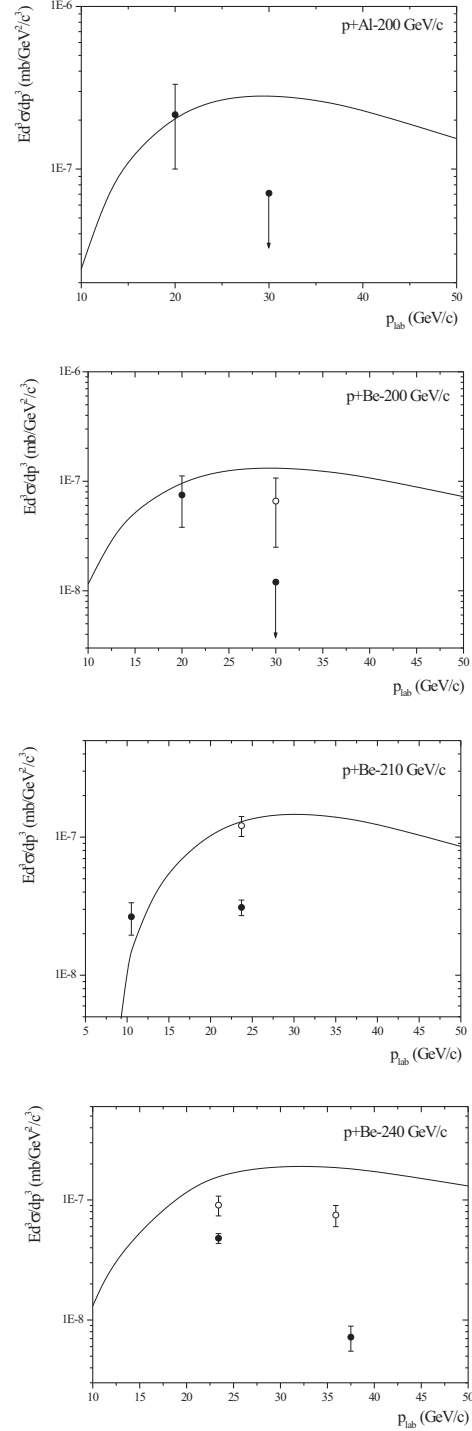 p+Al-200 GeV/c
Ed³σ/dp³ (mb/GeV²/c³)
1E-6
1E-7
10 15 20 25 30 35 40 45 50
p_lab (GeV/c)
p+Be-200 GeV/c
Ed³σ/dp³ (mb/GeV²/c³)
1E-6
1E-7
1E-8
10 15 20 25 30 35 40 45 50
p_lab (GeV/c)
p+Be-210 GeV/c
Ed³σ/dp³ (mb/GeV²/c³)
1E-7
1E-8
5 10 15 20 25 30 35 40 45 50
p_lab (GeV/c)
p+Be-240 GeV/c
Ed³σ/dp³ (mb/GeV²/c³)
1E-7
1E-8
10 15 20 25 30 35 40 45 50
p_lab (GeV/c)